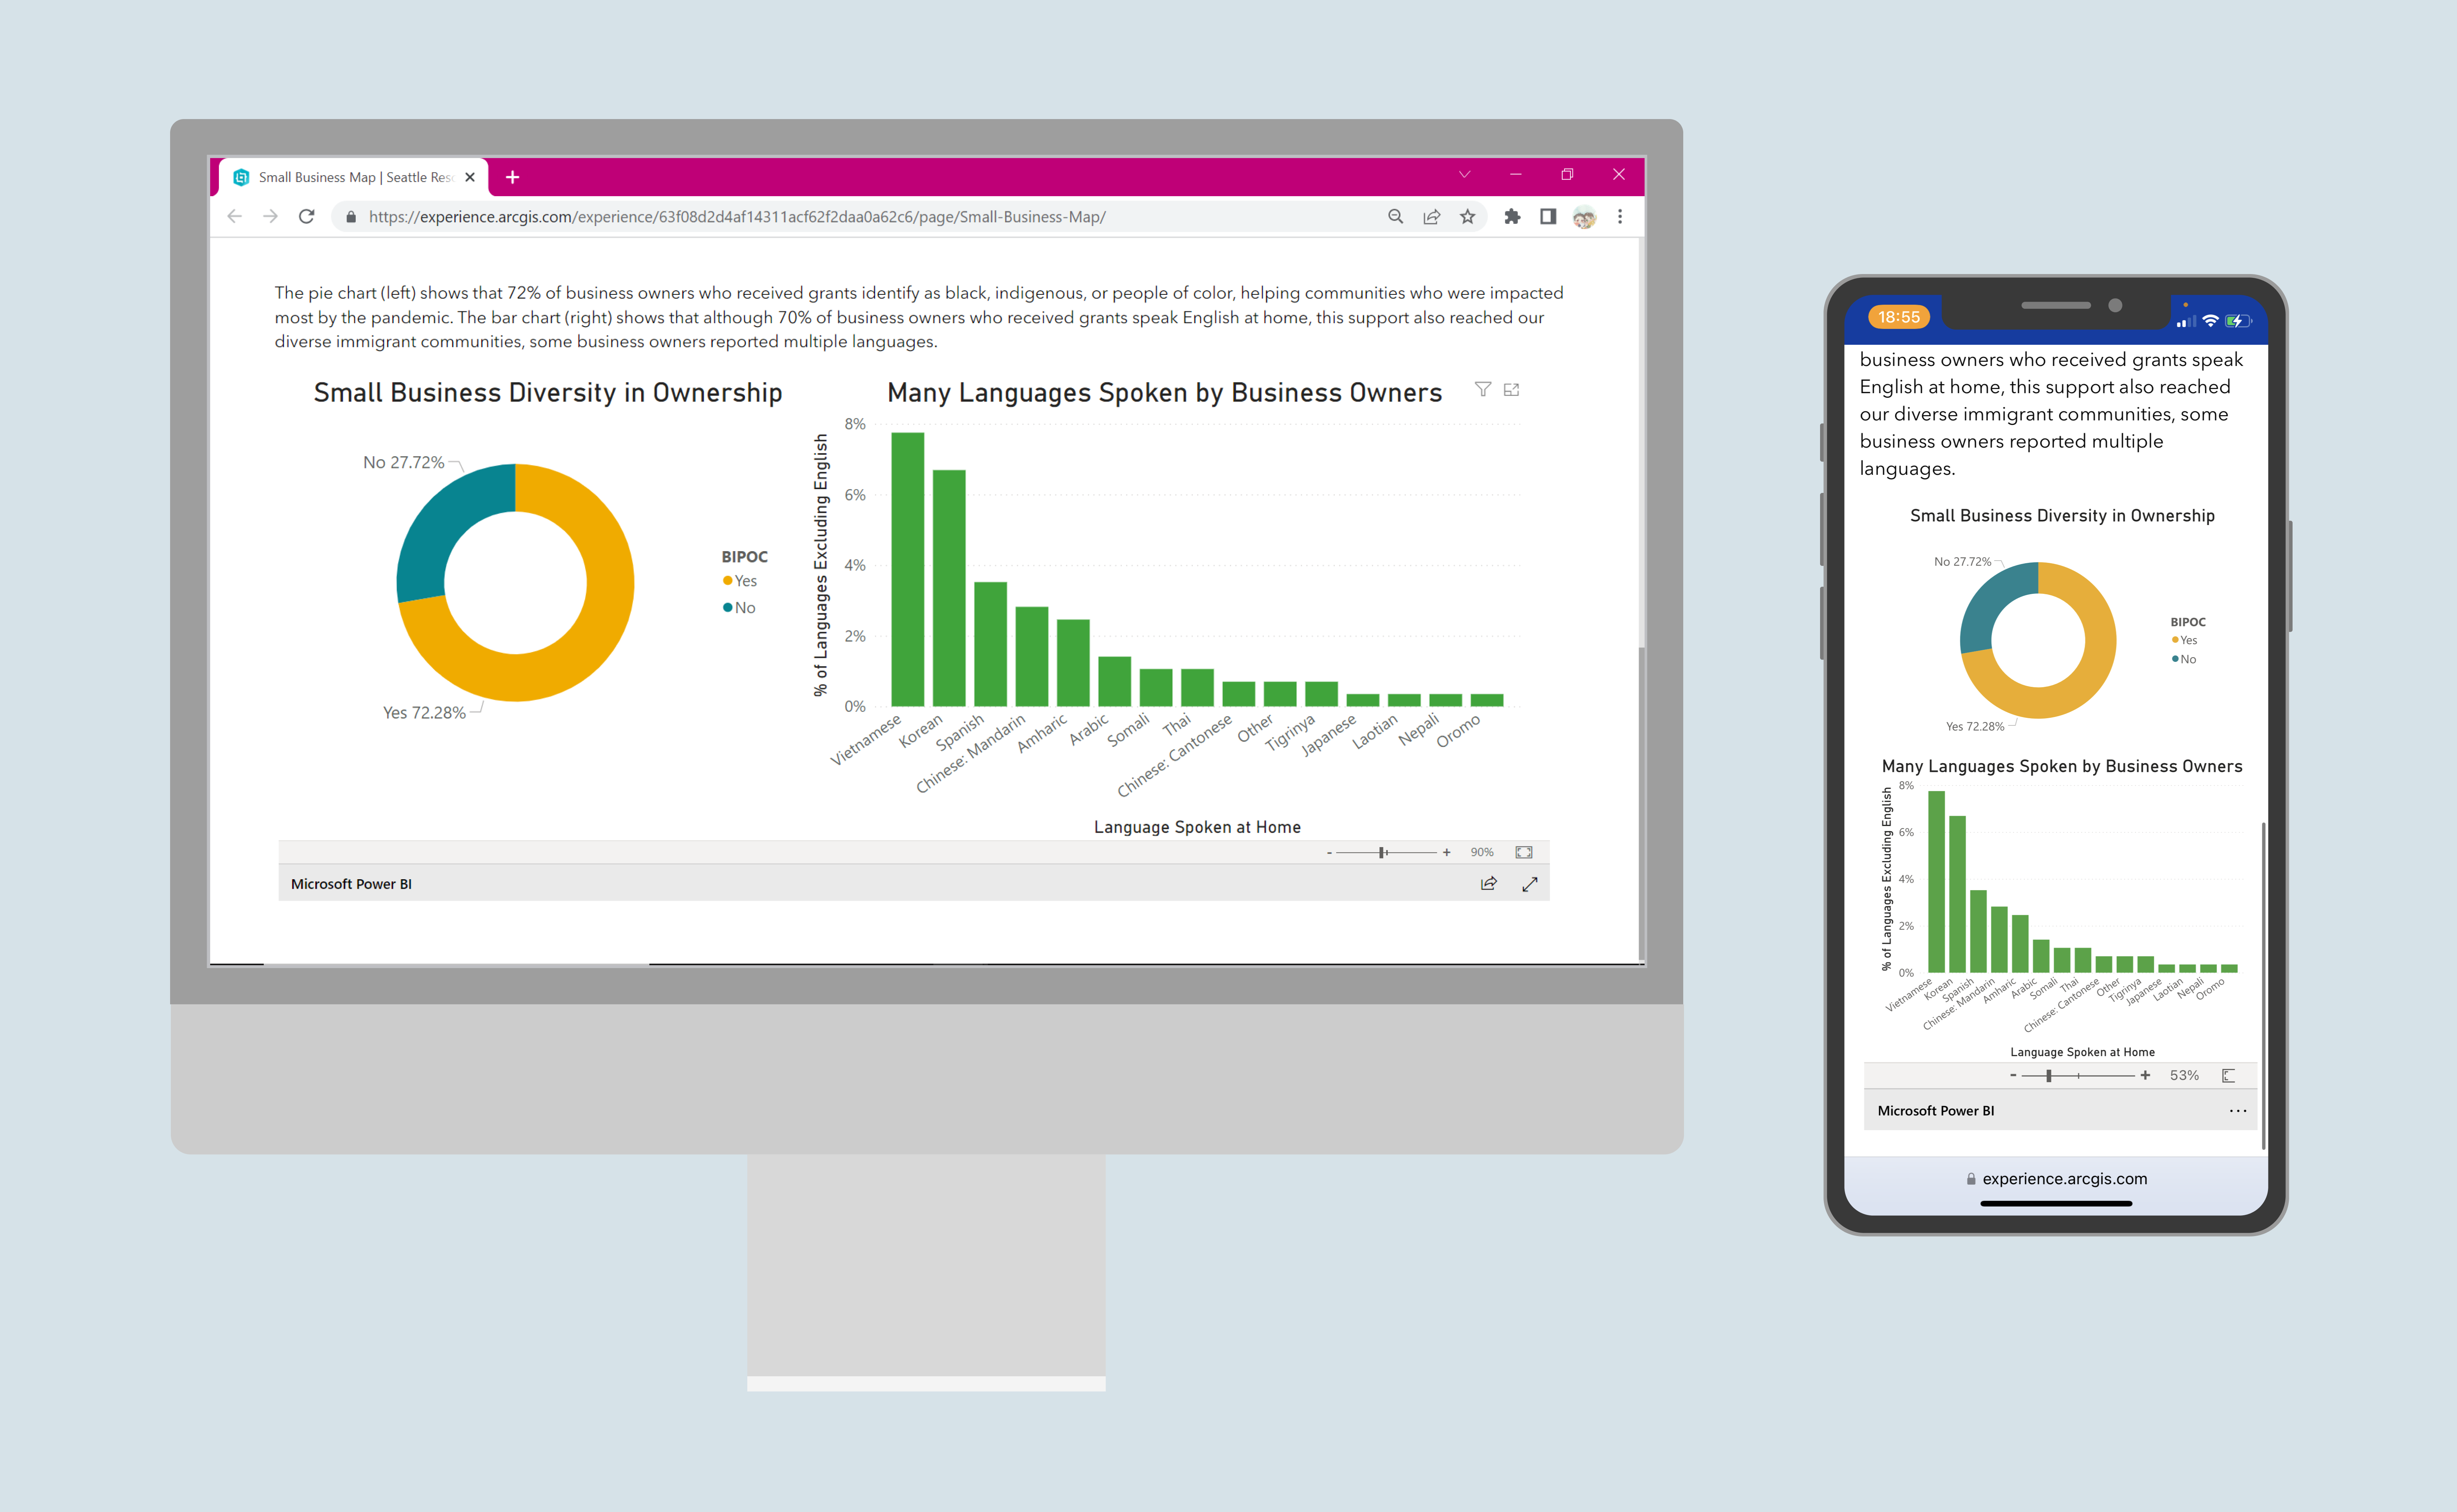 Small Business Map | Seattle Res
https://experience.arcgis.com/experience/63f08d2d4af14311acf62f2daa0a62c6/page/Small-Business-Map/
The pie chart (left) shows that 72% of business owners who received grants identify as black, indigenous, or people of color, helping communities who were impacted
most by the pandemic. The bar chart (right) shows that although 70% of business owners who received grants speak English at home, this support also reached our
diverse immigrant communities, some business owners reported multiple languages.
Small Business Diversity in Ownership
No 27.72%
Yes 72.28%
BIPOC
Yes
No
Many Languages Spoken by Business Owners
% of Languages Excluding English
8%
6%
4%
2%
0%
Vietnamese
Korean
Spanish
Chinese: Mandarin
Amharic
Arabic
Somali
Thai
Chinese: Cantonese
Other
Tigrinya
Japanese
Laotian
Nepali
Oromo
Language Spoken at Home
- + 90%
Microsoft Power BI
18:55
business owners who received grants speak
English at home, this support also reached
our diverse immigrant communities, some
business owners reported multiple
languages.
Small Business Diversity in Ownership
No 27.72%
Yes 72.28%
BIPOC
Yes
No
Many Languages Spoken by Business Owners
% of Languages Excluding English
8%
6%
4%
2%
0%
Vietnamese
Korean
Spanish
Chinese: Mandarin
Amharic
Arabic
Somali
Thai
Chinese: Cantonese
Other
Tigrinya
Japanese
Laotian
Nepali
Oromo
Language Spoken at Home
- + 53%
Microsoft Power BI
experience.arcgis.com